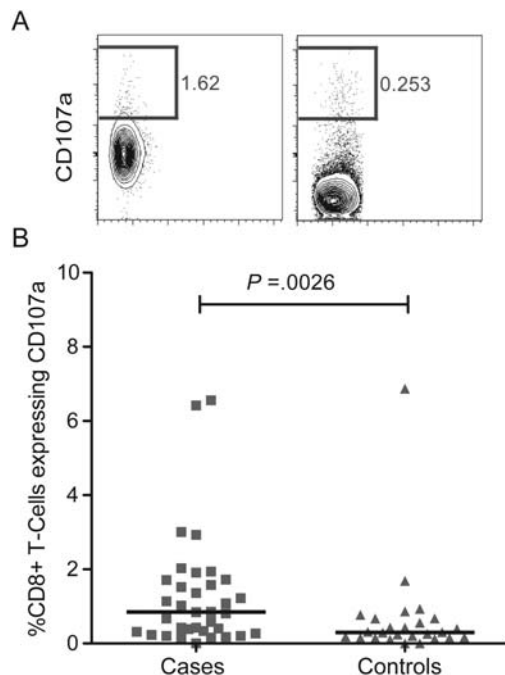 A
CD107a
1.62
0.253
B
%CD8+ T-Cells expressing CD107a
10
8
6
4
2
0
P =.0026
Cases
Controls